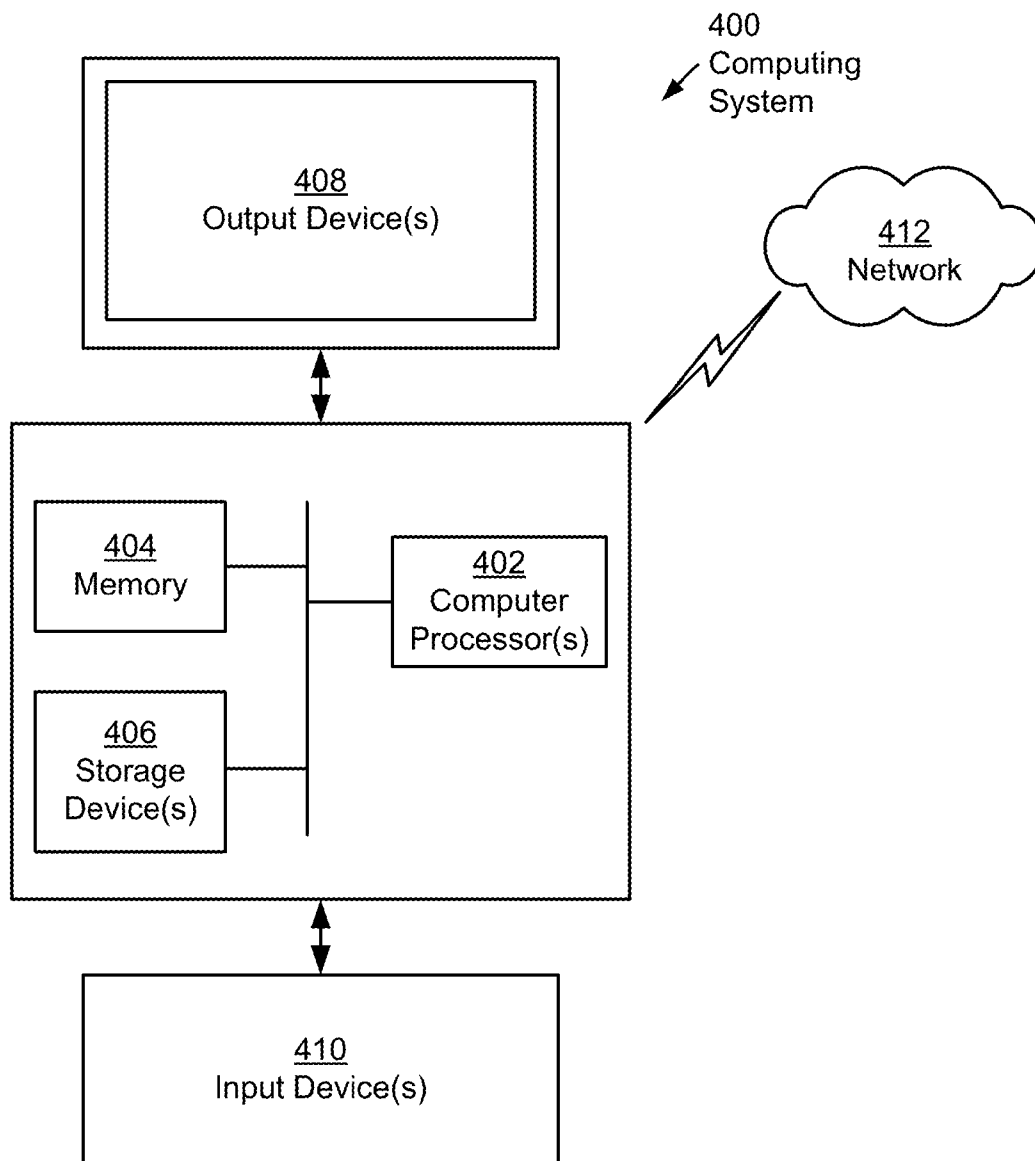 400
Computing
System
408
Output Device(s)
412
Network
404
Memory
402
Computer
Processor(s)
406
Storage
Device(s)
410
Input Device(s)